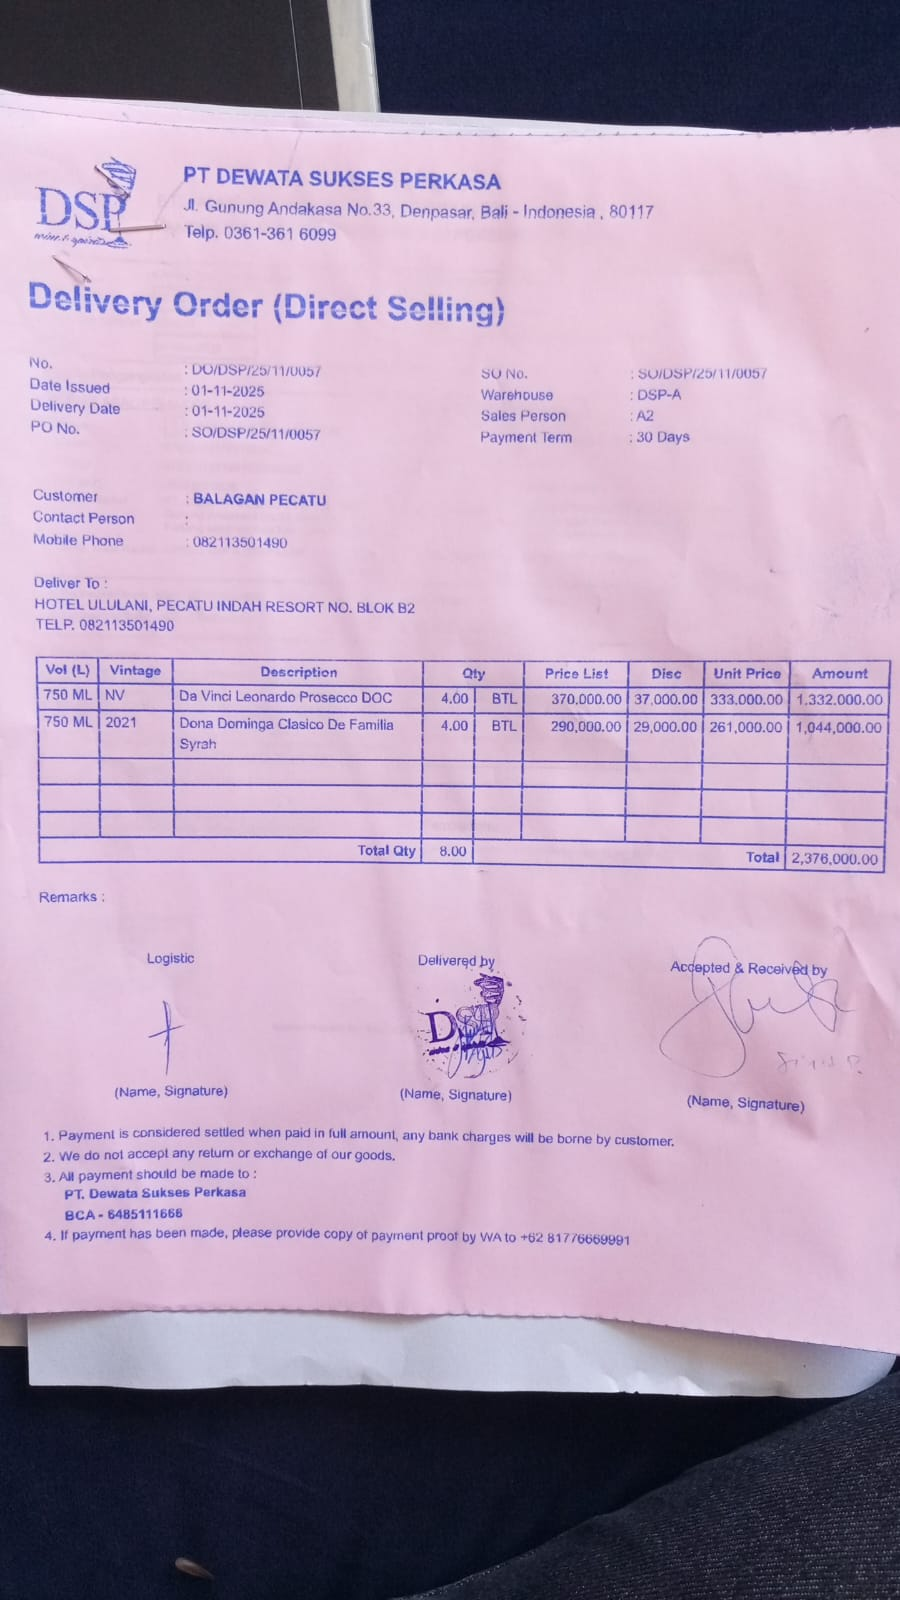 DSP
wine & spirits
PT DEWATA SUKSES PERKASA
Jl. Gunung Andakasa No.33, Denpasar, Bali - Indonesia , 80117
Telp. 0361-361 6099
Delivery Order (Direct Selling)
No. : DO/DSP/25/11/0057 SO No. : SO/DSP/25/11/0057
Date Issued : 01-11-2025 Warehouse : DSP-A
Delivery Date : 01-11-2025 Sales Person : A2
PO No. : SO/DSP/25/11/0057 Payment Term : 30 Days
Customer : BALAGAN PECATU
Contact Person :
Mobile Phone : 082113501490
Deliver To :
HOTEL ULULANI, PECATU INDAH RESORT NO. BLOK B2
TELP. 082113501490
Vol (L) Vintage Description Qty Price List Disc Unit Price Amount
750 ML NV Da Vinci Leonardo Prosecco DOC 4.00 BTL 370,000.00 37,000.00 333,000.00 1,332,000.00
750 ML 2021 Dona Dominga Clasico De Familia 4.00 BTL 290,000.00 29,000.00 261,000.00 1,044,000.00
Syrah
Total Qty 8.00 Total 2,376,000.00
Remarks :
Logistic Delivered by Accepted & Received by
DSP
(Name, Signature) (Name, Signature) (Name, Signature)
1. Payment is considered settled when paid in full amount, any bank charges will be borne by customer.
2. We do not accept any return or exchange of our goods.
3. All payment should be made to :
PT. Dewata Sukses Perkasa
BCA - 6485111666
4. If payment has been made, please provide copy of payment proof by WA to +62 81776669991